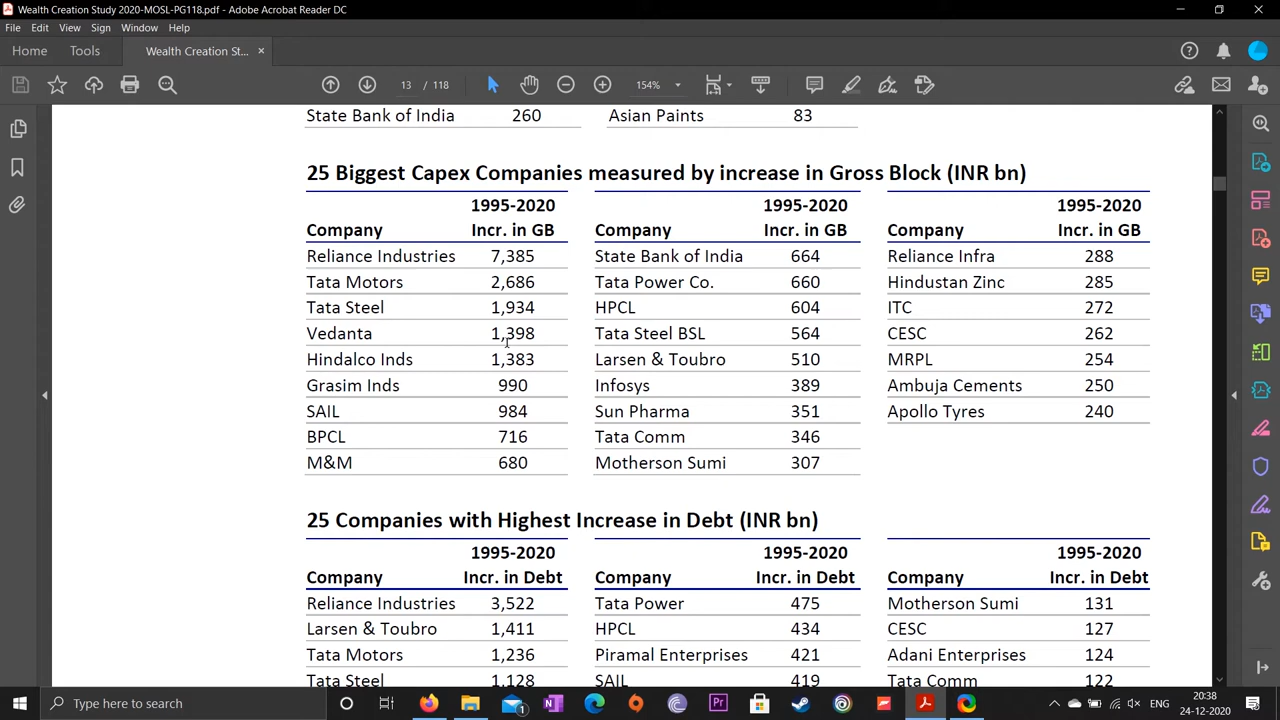 Wealth Creation Study 2020-MOSL-PG118.pdf - Adobe Acrobat Reader DC
File Edit View Sign Window Help
Home Tools Wealth Creation St... ×
13 / 118 154%
State Bank of India 260 Asian Paints 83
25 Biggest Capex Companies measured by increase in Gross Block (INR bn)
1995-2020 1995-2020 1995-2020
Company Incr. in GB Company Incr. in GB Company Incr. in GB
Reliance Industries 7,385 State Bank of India 664 Reliance Infra 288
Tata Motors 2,686 Tata Power Co. 660 Hindustan Zinc 285
Tata Steel 1,934 HPCL 604 ITC 272
Vedanta 1,398 Tata Steel BSL 564 CESC 262
Hindalco Inds 1,383 Larsen & Toubro 510 MRPL 254
Grasim Inds 990 Infosys 389 Ambuja Cements 250
SAIL 984 Sun Pharma 351 Apollo Tyres 240
BPCL 716 Tata Comm 346
M&M 680 Motherson Sumi 307
25 Companies with Highest Increase in Debt (INR bn)
1995-2020 1995-2020 1995-2020
Company Incr. in Debt Company Incr. in Debt Company Incr. in Debt
Reliance Industries 3,522 Tata Power 475 Motherson Sumi 131
Larsen & Toubro 1,411 HPCL 434 CESC 127
Tata Motors 1,236 Piramal Enterprises 421 Adani Enterprises 124
Tata Steel 1,128 SAIL 419 Tata Comm 122
Type here to search
1
Pr
ENG
20:38
24-12-2020